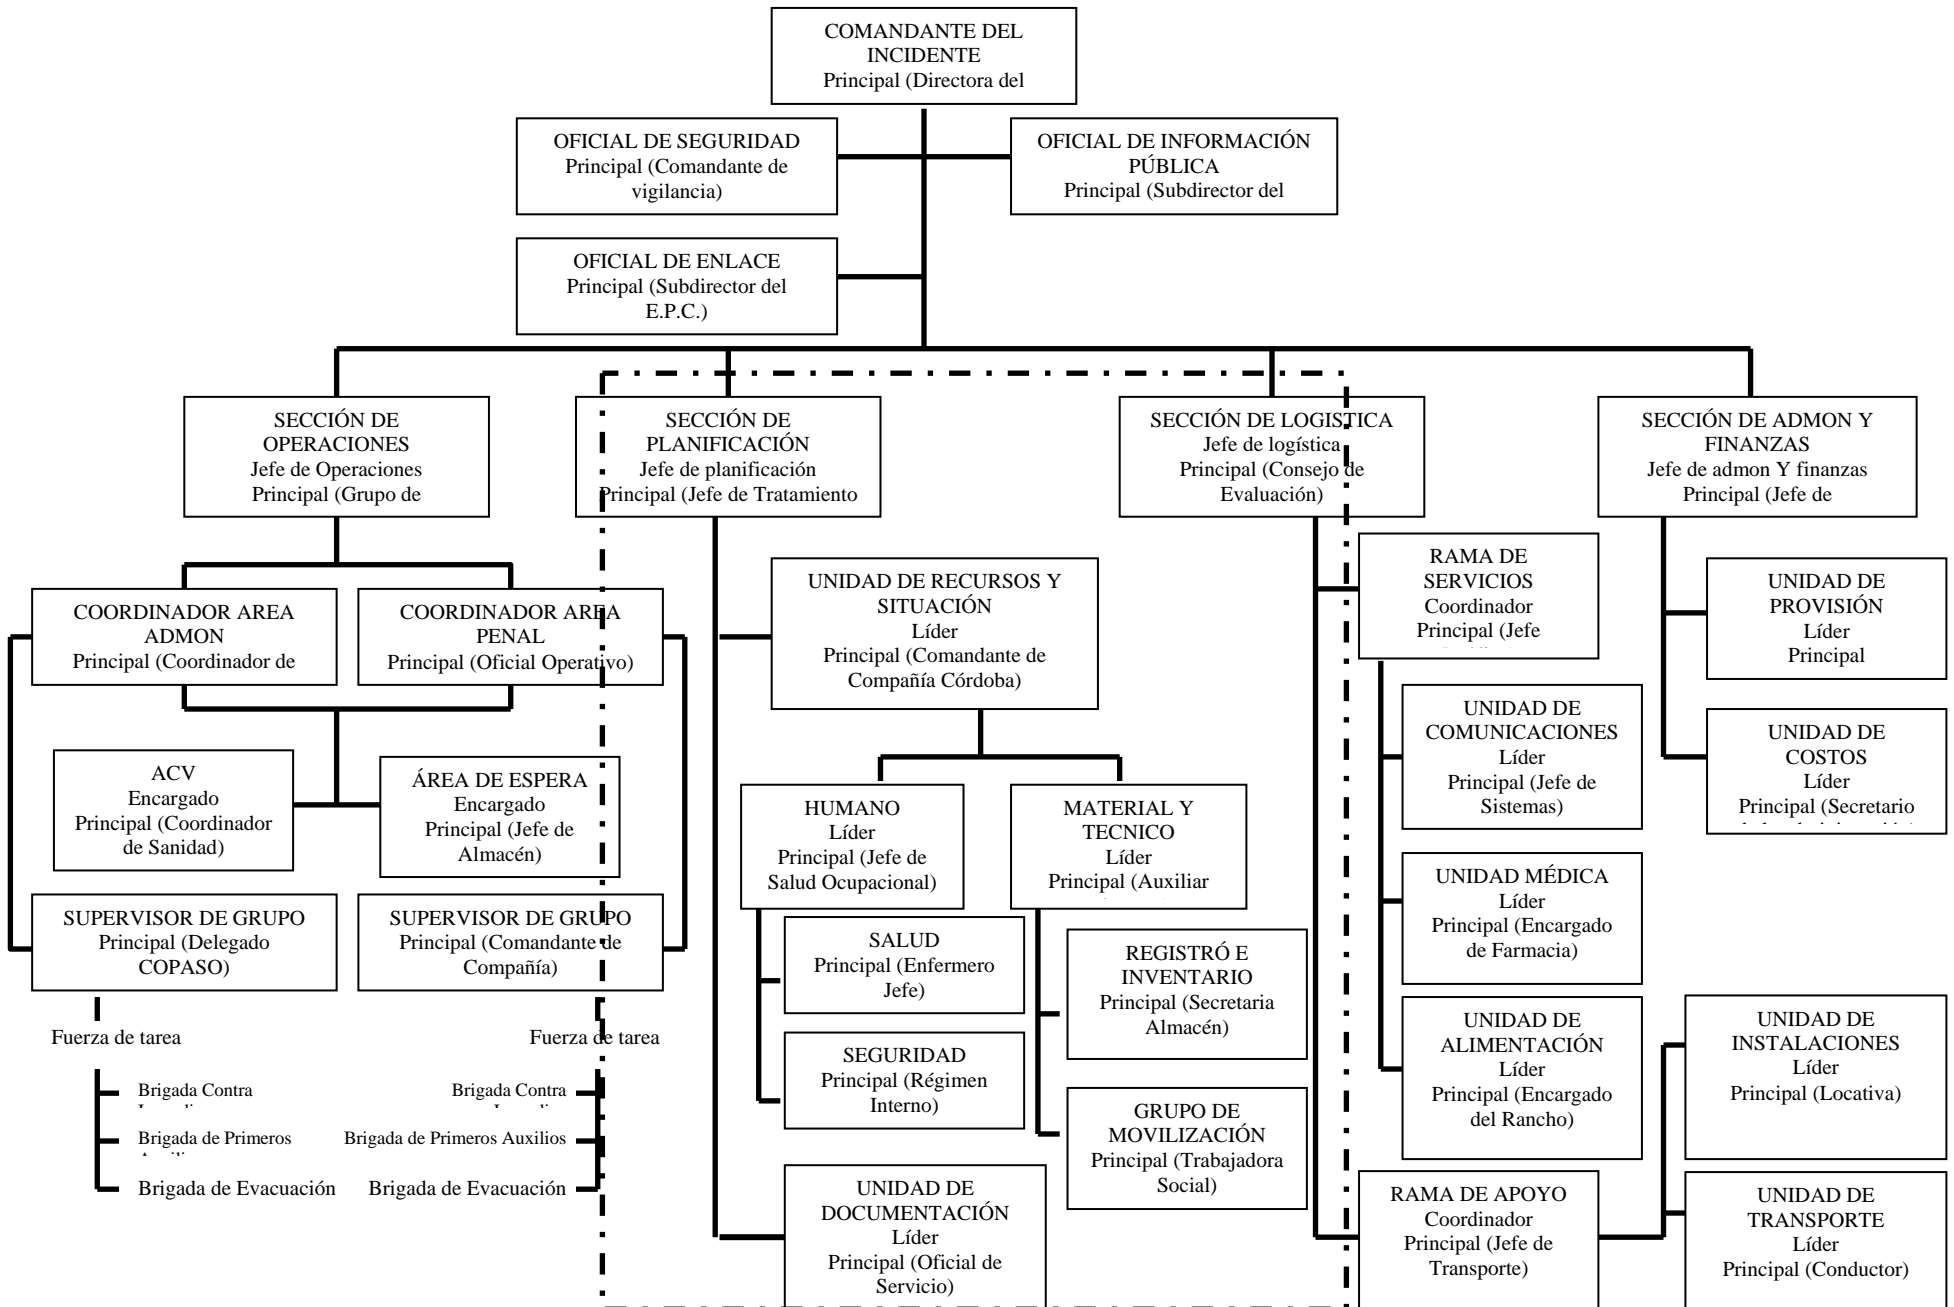 COMANDANTE DEL
INCIDENTE
Principal (Directora del
OFICIAL DE SEGURIDAD
Principal (Comandante de
vigilancia)
OFICIAL DE INFORMACIÓN
PÚBLICA
Principal (Subdirector del
OFICIAL DE ENLACE
Principal (Subdirector del
E.P.C.)
SECCIÓN DE
OPERACIONES
Jefe de Operaciones
Principal (Grupo de
SECCIÓN DE
PLANIFICACIÓN
Jefe de planificación
Principal (Jefe de Tratamiento
SECCIÓN DE LOGISTICA
Jefe de logística
Principal (Consejo de
Evaluación)
SECCIÓN DE ADMON Y
FINANZAS
Jefe de admon Y finanzas
Principal (Jefe de
COORDINADOR AREA
ADMON
Principal (Coordinador de
COORDINADOR AREA
PENAL
Principal (Oficial Operativo)
ACV
Encargado
Principal (Coordinador
de Sanidad)
ÁREA DE ESPERA
Encargado
Principal (Jefe de
Almacén)
SUPERVISOR DE GRUPO
Principal (Delegado
COPASO)
SUPERVISOR DE GRUPO
Principal (Comandante de
Compañía)
Fuerza de tarea
Brigada Contra
Brigada de Primeros
Brigada de Evacuación
Fuerza de tarea
Brigada Contra
Brigada de Primeros Auxilios
Brigada de Evacuación
UNIDAD DE RECURSOS Y
SITUACIÓN
Líder
Principal (Comandante de
Compañía Córdoba)
HUMANO
Líder
Principal (Jefe de
Salud Ocupacional)
MATERIAL Y
TECNICO
Líder
Principal (Auxiliar
SALUD
Principal (Enfermero
Jefe)
SEGURIDAD
Principal (Régimen
Interno)
REGISTRÓ E
INVENTARIO
Principal (Secretaria
Almacén)
GRUPO DE
MOVILIZACIÓN
Principal (Trabajadora
Social)
UNIDAD DE
DOCUMENTACIÓN
Líder
Principal (Oficial de
Servicio)
RAMA DE
SERVICIOS
Coordinador
Principal (Jefe
UNIDAD DE
COMUNICACIONES
Líder
Principal (Jefe de
Sistemas)
UNIDAD MÉDICA
Líder
Principal (Encargado
de Farmacia)
UNIDAD DE
ALIMENTACIÓN
Líder
Principal (Encargado
del Rancho)
RAMA DE APOYO
Coordinador
Principal (Jefe de
Transporte)
UNIDAD DE
PROVISIÓN
Líder
Principal
UNIDAD DE
COSTOS
Líder
Principal (Secretario
UNIDAD DE
INSTALACIONES
Líder
Principal (Locativa)
UNIDAD DE
TRANSPORTE
Líder
Principal (Conductor)